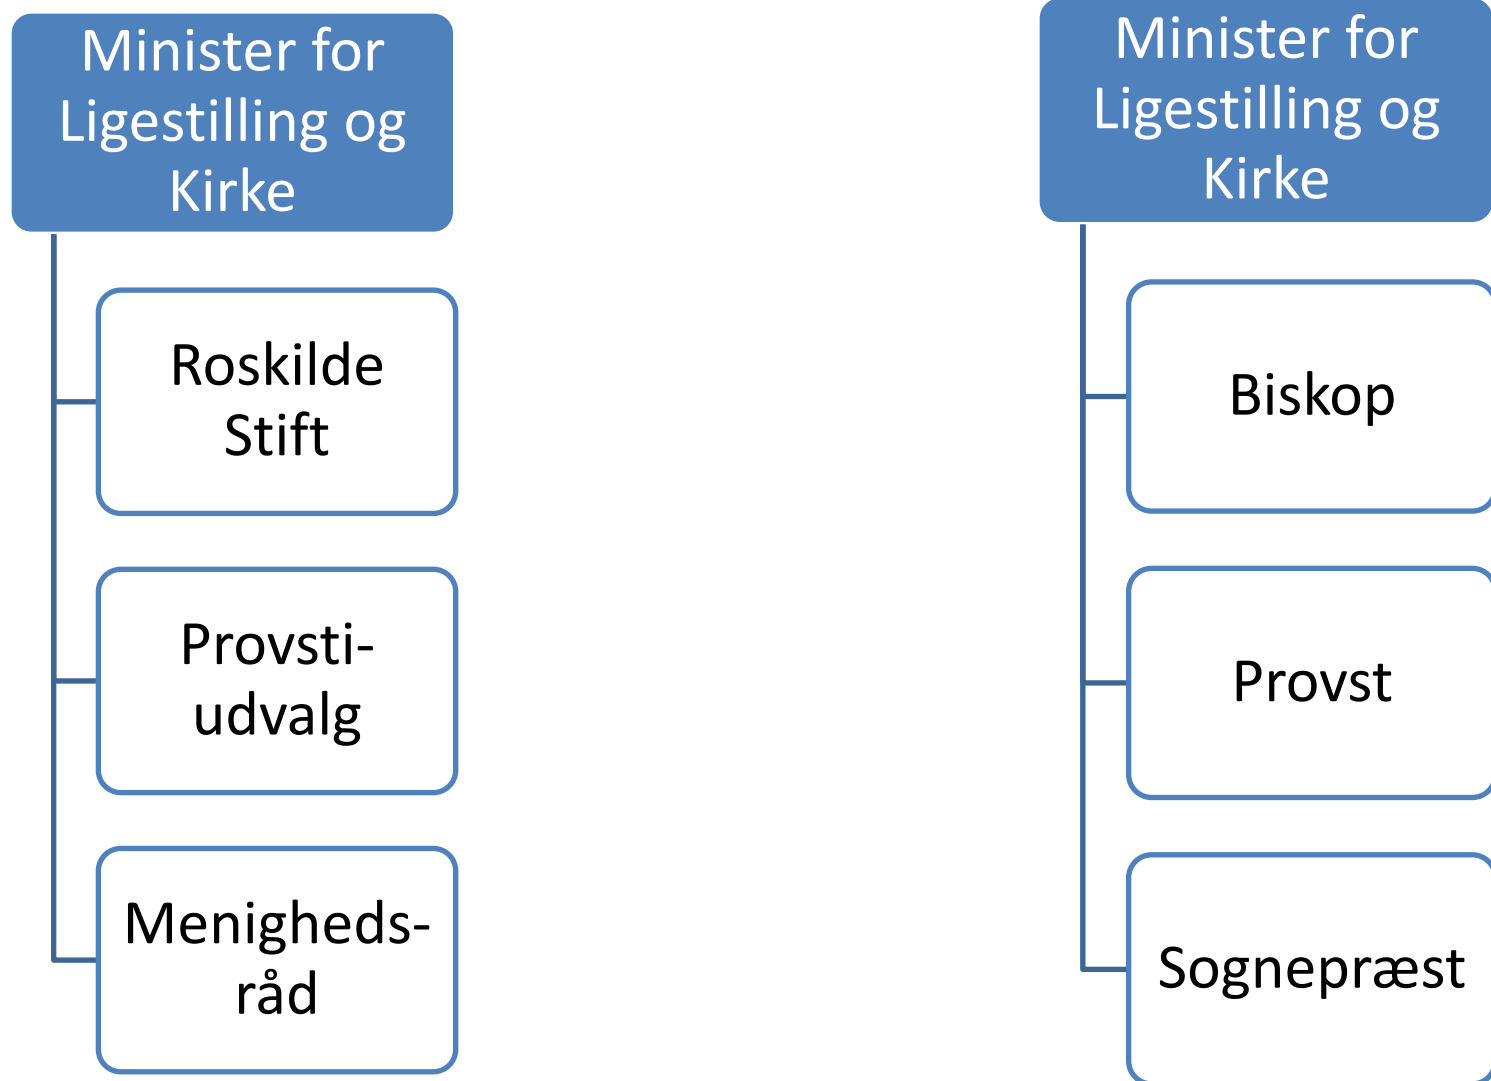 Minister for
Ligestilling og
Kirke
Roskilde
Stift
Provsti-
udvalg
Menigheds-
råd
Minister for
Ligestilling og
Kirke
Biskop
Provst
Sognepræst